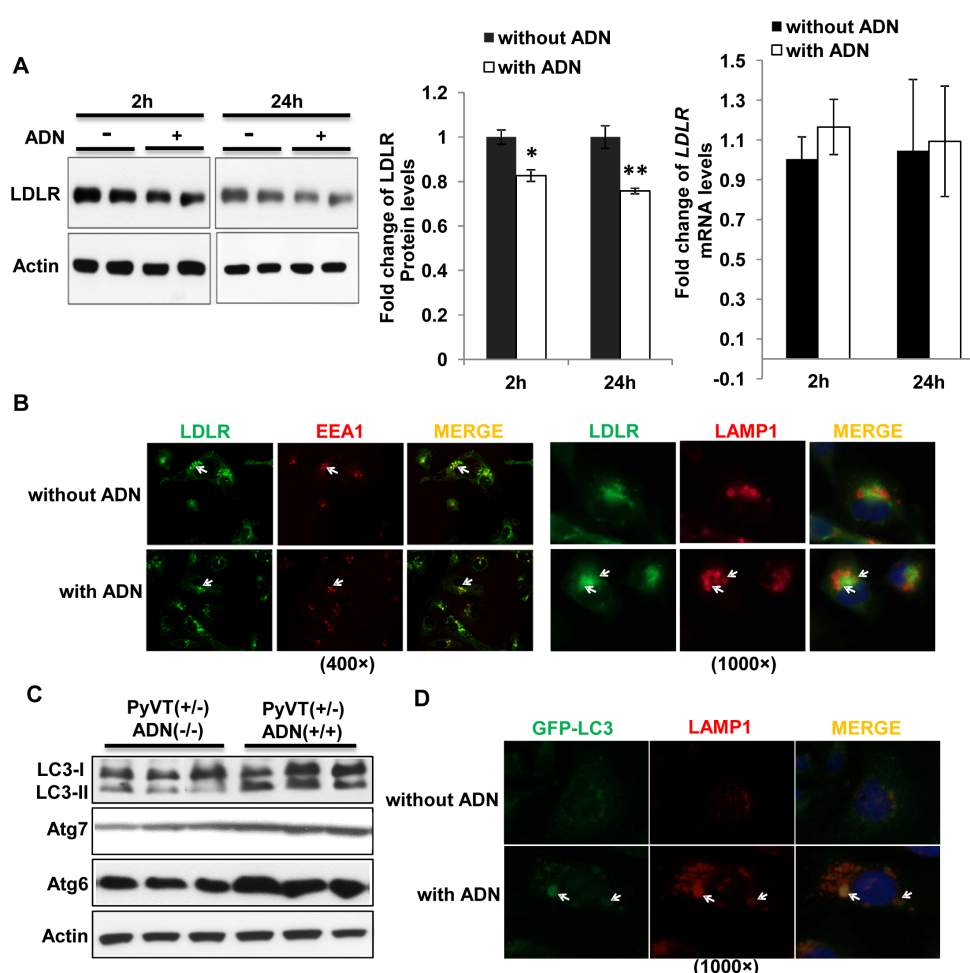 A
2h
24h
ADN
-
+
-
+
LDLR
Actin
without ADN
with ADN
Fold change of LDLR
Protein levels
1.2
1
0.8
0.6
0.4
0.2
0
*
**
2h
24h
without ADN
with ADN
Fold change of LDLR
mRNA levels
1.5
1.3
1.1
0.9
0.7
0.5
0.3
0.1
-0.1
2h
24h
B
LDLR
EEA1
MERGE
LDLR
LAMP1
MERGE
without ADN
with ADN
(400×)
(1000×)
C
PyVT(+/-)
ADN(-/-)
PyVT(+/-)
ADN(+/+)
LC3-I
LC3-II
Atg7
Atg6
Actin
D
GFP-LC3
LAMP1
MERGE
without ADN
with ADN
(1000×)